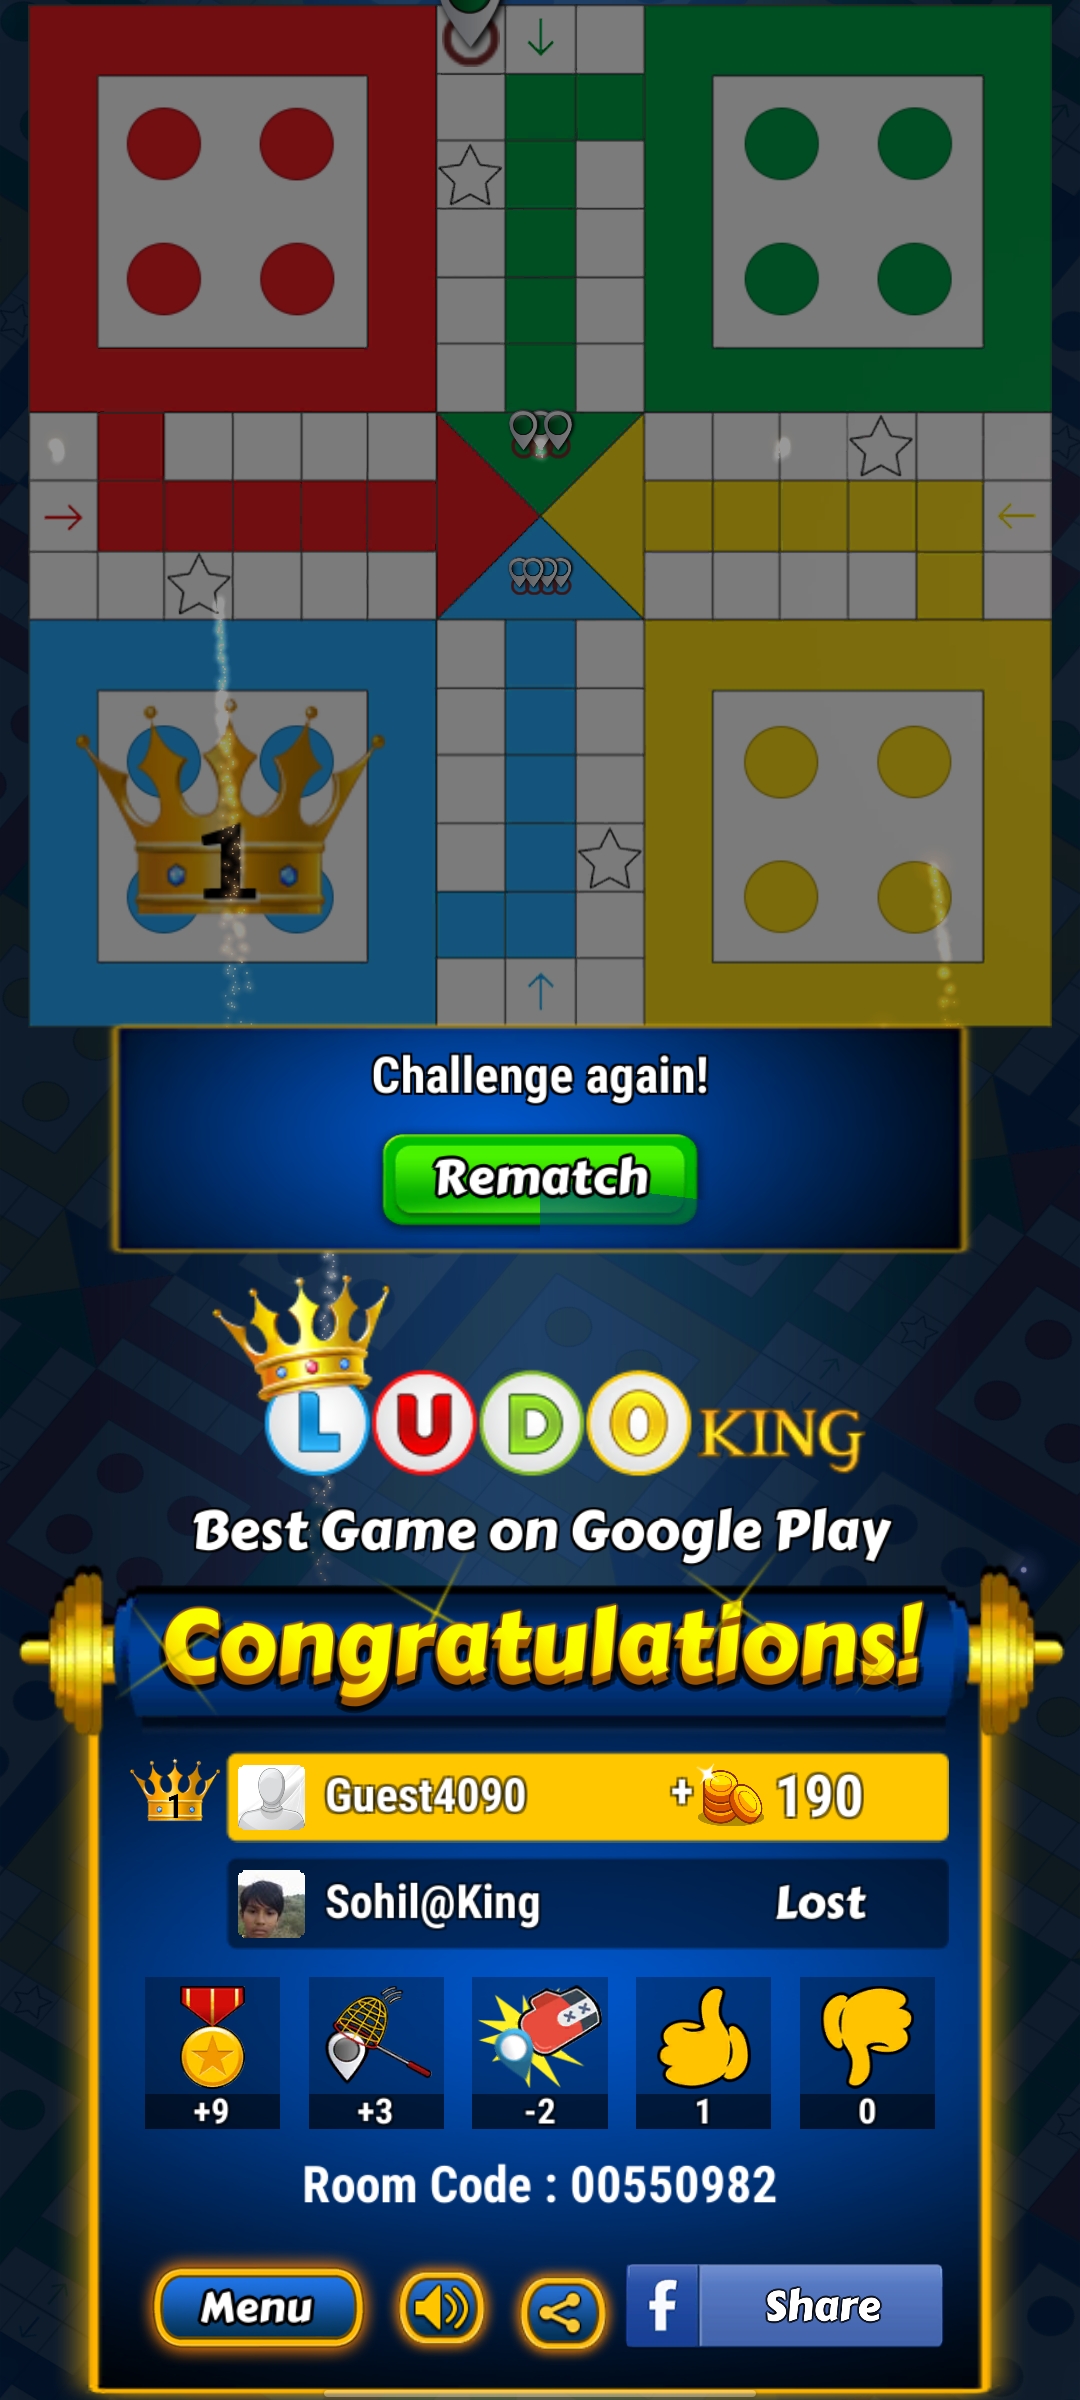 1
Challenge again!
Rematch
LUDO KING
Best Game on Google Play
Congratulations!
1 Guest4090 + 190
Sohil@King Lost
+9 +3 -2 1 0
Room Code : 00550982
Menu f Share